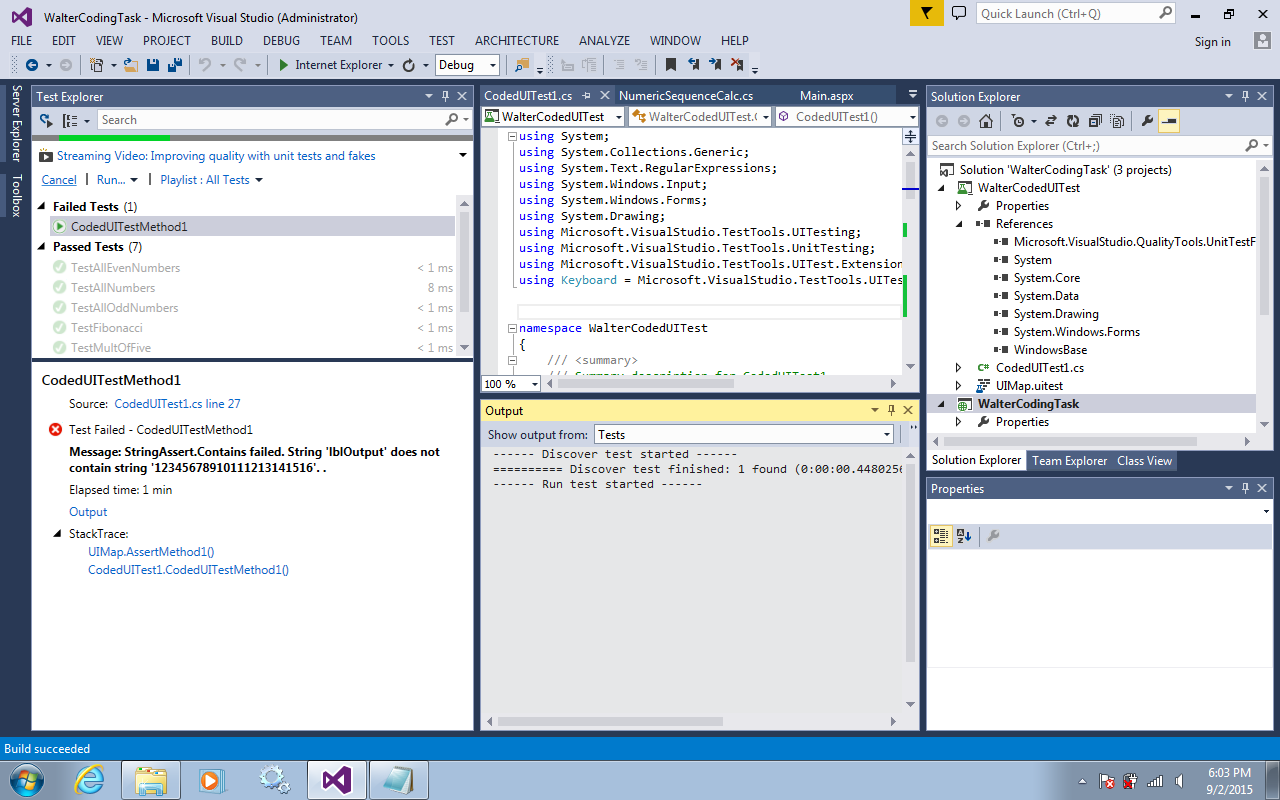 WalterCodingTask - Microsoft Visual Studio (Administrator)
Quick Launch (Ctrl+Q)
FILE EDIT VIEW PROJECT BUILD DEBUG TEAM TOOLS TEST ARCHITECTURE ANALYZE WINDOW HELP
Sign in
Internet Explorer
Debug
Server Explorer
Toolbox
Test Explorer
Search
Streaming Video: Improving quality with unit tests and fakes
Cancel | Run... | Playlist : All Tests
Failed Tests (1)
CodedUITestMethod1
Passed Tests (7)
TestAllEvenNumbers < 1 ms
TestAllNumbers 8 ms
TestAllOddNumbers < 1 ms
TestFibonacci < 1 ms
TestMultOfFive < 1 ms
CodedUITestMethod1
Source: CodedUITest1.cs line 27
Test Failed - CodedUITestMethod1
Message: StringAssert.Contains failed. String 'lblOutput' does not
contain string '12345678910111213141516'. .
Elapsed time: 1 min
Output
StackTrace:
UIMap.AssertMethod1()
CodedUITest1.CodedUITestMethod1()
CodedUITest1.cs NumericSequenceCalc.cs Main.aspx
WalterCodedUITest WalterCodedUITest.C CodedUITest1()
using System;
using System.Collections.Generic;
using System.Text.RegularExpressions;
using System.Windows.Input;
using System.Windows.Forms;
using System.Drawing;
using Microsoft.VisualStudio.TestTools.UITesting;
using Microsoft.VisualStudio.TestTools.UnitTesting;
using Microsoft.VisualStudio.TestTools.UITest.Extension
using Keyboard = Microsoft.VisualStudio.TestTools.UITes
namespace WalterCodedUITest
{
/// <summary>
/// Summary description for CodedUITest1
100 %
Output
Show output from: Tests
------ Discover test started ------
========== Discover test finished: 1 found (0:00:00.4480256
------ Run test started ------
Solution Explorer
Search Solution Explorer (Ctrl+;)
Solution 'WalterCodingTask' (3 projects)
WalterCodedUITest
Properties
References
Microsoft.VisualStudio.QualityTools.UnitTestF
System
System.Core
System.Data
System.Drawing
System.Windows.Forms
WindowsBase
C# CodedUITest1.cs
UIMap.uitest
WalterCodingTask
Properties
Solution Explorer Team Explorer Class View
Properties
Build succeeded
6:03 PM
9/2/2015